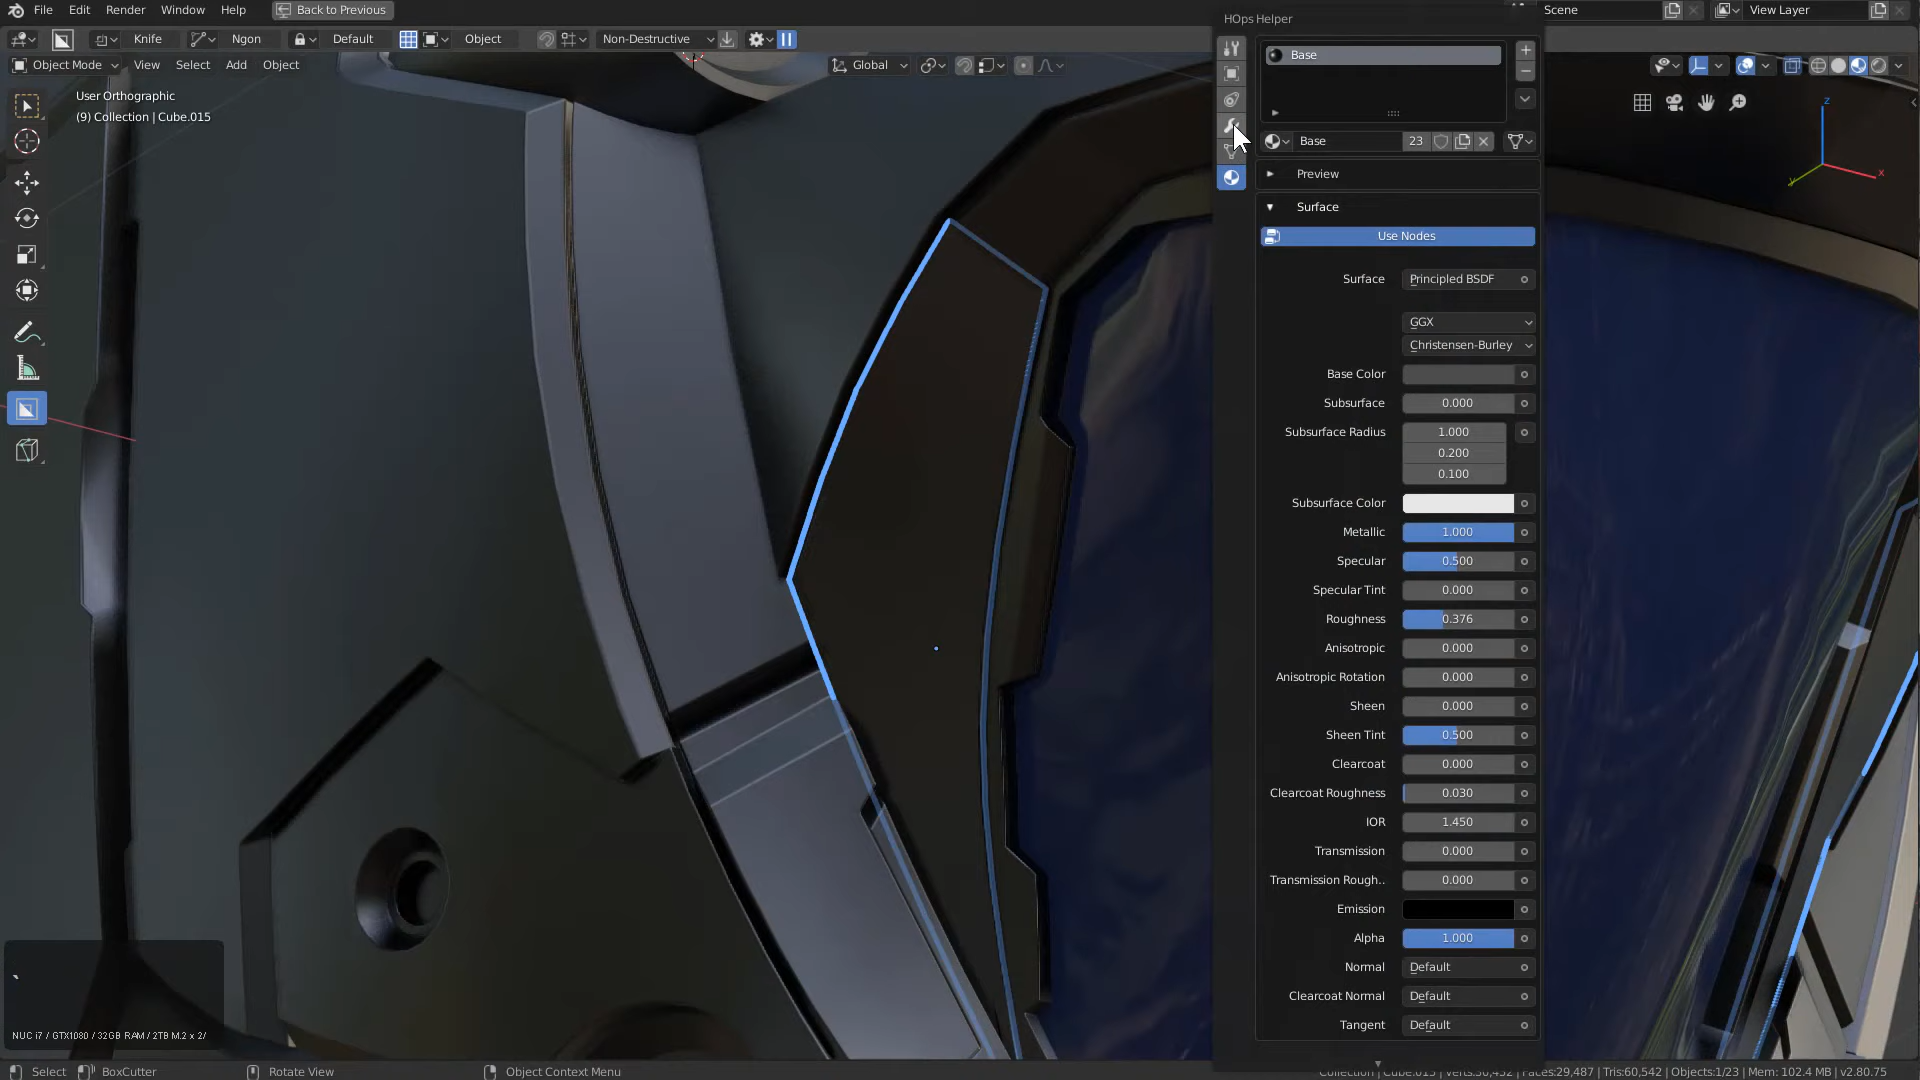 File Edit Render Window Help Back to Previous
HOps Helper
Scene
View Layer
Knife Ngon Default Object Non-Destructive
Object Mode View Select Add Object Global
User Orthographic
(9) Collection | Cube.015
z
x
y
Base
Base 23
Preview
Surface
Use Nodes
Surface Principled BSDF
GGX
Christensen-Burley
Base Color
Subsurface 0.000
Subsurface Radius 1.000
0.200
0.100
Subsurface Color
Metallic 1.000
Specular 0.500
Specular Tint 0.000
Roughness 0.376
Anisotropic 0.000
Anisotropic Rotation 0.000
Sheen 0.000
Sheen Tint 0.500
Clearcoat 0.000
Clearcoat Roughness 0.030
IOR 1.450
Transmission 0.000
Transmission Rough.. 0.000
Emission
Alpha 1.000
Normal Default
Clearcoat Normal Default
Tangent Default
NUC i7 / GTX1080 / 32GB RAM / 2TB M.2 x 2/
Select BoxCutter Rotate View Object Context Menu
Faces:29,487 | Tris:60,542 | Objects:1/23 | Mem: 102.4 MB | v2.80.75